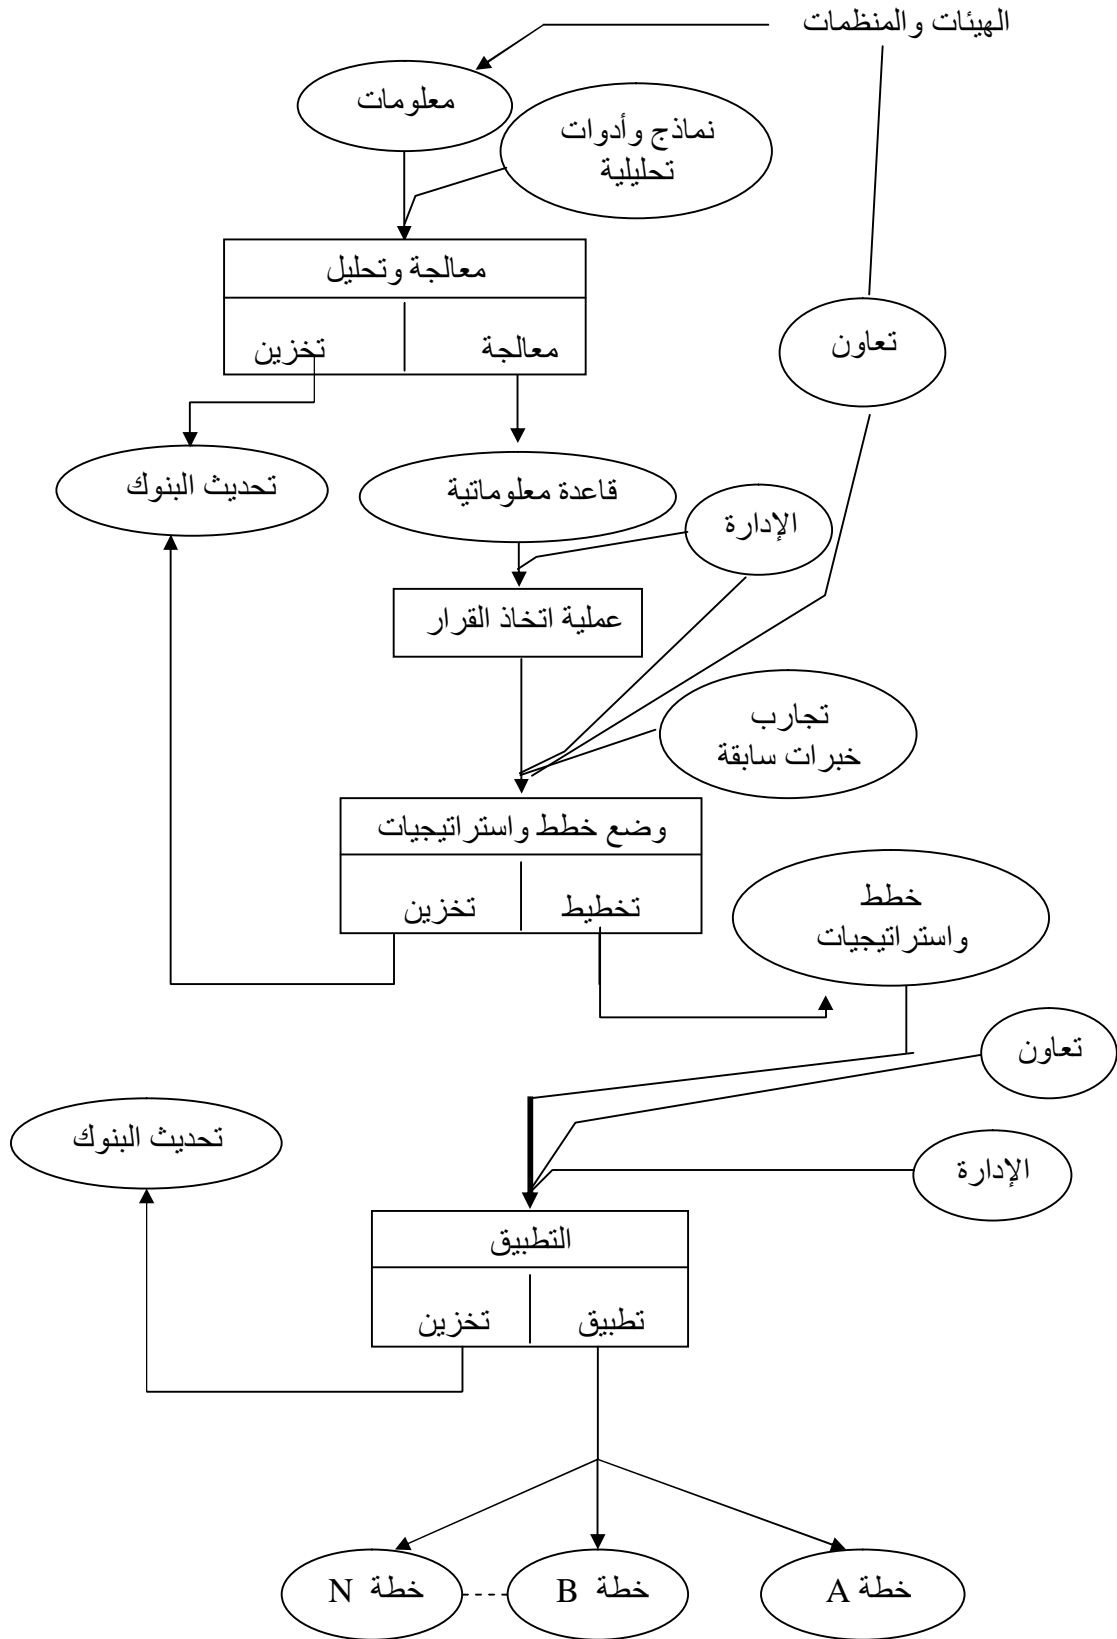 الهيئات والمنظمات
معلومات
نماذج وأدوات
تحليلية
معالجة وتحليل
معالجة
تخزين
تعاون
تحديث البنوك
قاعدة معلوماتية
الإدارة
عملية اتخاذ القرار
تجارب
خبرات سابقة
وضع خطط واستراتيجيات
تخطيط
تخزين
خطط
واستراتيجيات
تعاون
تحديث البنوك
الإدارة
التطبيق
تطبيق
تخزين
خطة A
خطة B
خطة N